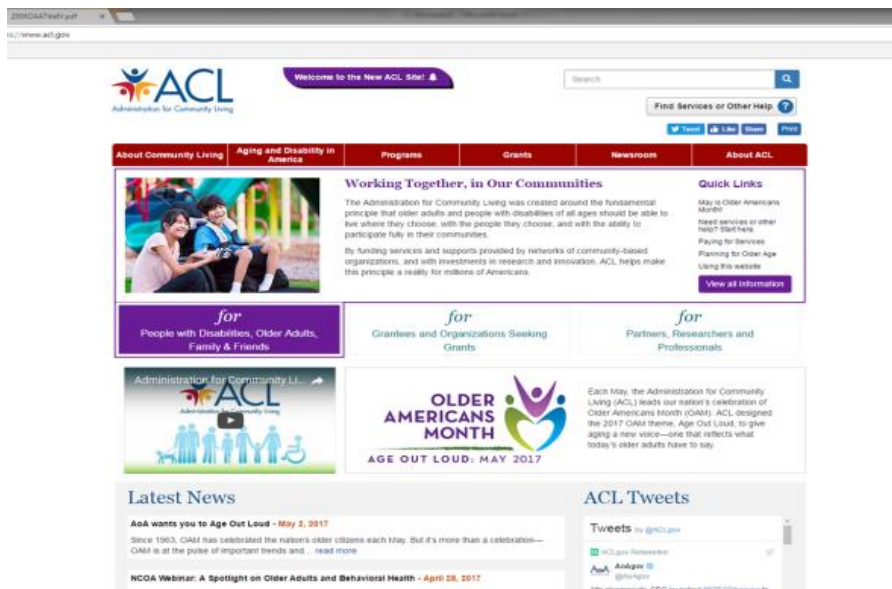 2006OAATitleIV.pdf
www.acl.gov
ACL
Administration for Community Living
Welcome to the New ACL Site!
Search
Find Services or Other Help
Tweet Like Share Print
About Community Living
Aging and Disability in
America
Programs
Grants
Newsroom
About ACL
Working Together, in Our Communities
The Administration for Community Living was created around the fundamental
principle that older adults and people with disabilities of all ages should be able to
live where they choose, with the people they choose, and with the ability to
participate fully in their communities.
By funding services and supports provided by networks of community-based
organizations, and with investments in research and innovation, ACL helps make
this principle a reality for millions of Americans.
Quick Links
May is Older Americans
Month!
Need services or other
help? Start here.
Paying for Services
Planning for Older Age
Using this website
View all information
for
People with Disabilities, Older Adults,
Family & Friends
for
Grantees and Organizations Seeking
Grants
for
Partners, Researchers and
Professionals
Administration for Community Li...
ACL
Administration for Community Living
OLDER
AMERICANS
MONTH
AGE OUT LOUD: MAY 2017
Each May, the Administration for Community
Living (ACL) leads our nation's celebration of
Older Americans Month (OAM). ACL designed
the 2017 OAM theme, Age Out Loud, to give
aging a new voice—one that reflects what
today's older adults have to say.
Latest News
AoA wants you to Age Out Loud - May 2, 2017
Since 1963, OAM has celebrated the nation's older citizens each May. But it's more than a celebration—
OAM is at the pulse of important trends and ... read more
NCOA Webinar: A Spotlight on Older Adults and Behavioral Health - April 28, 2017
ACL Tweets
Tweets by @ACLgov
ACLgov Retweeted
AoA
AoAgov
@AoAgov